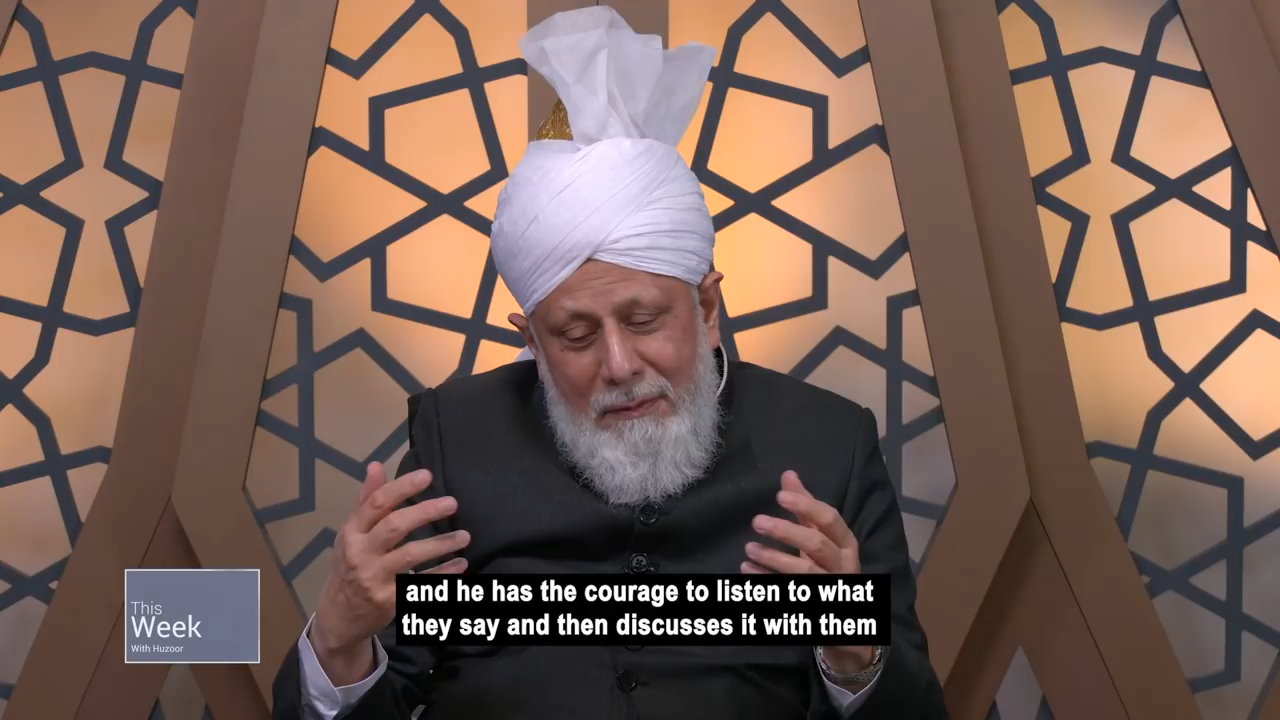 and he has the courage to listen to what
they say and then discusses it with them
This
Week
With Huzoor